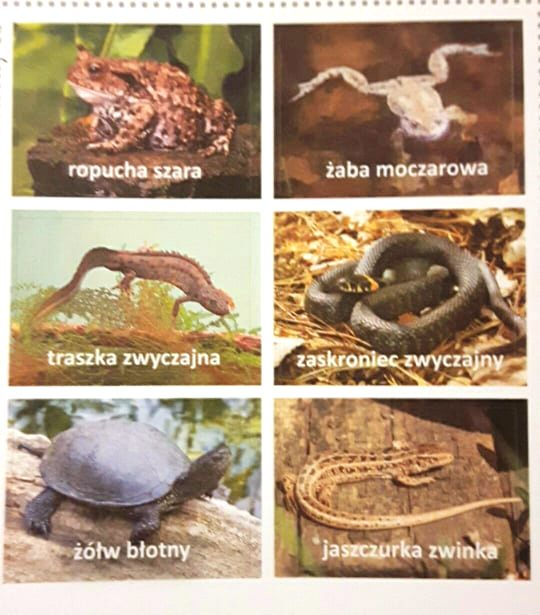 ropucha szara
żaba moczarowa
traszka zwyczajna
zaskroniec zwyczajny
żółw błotny
jaszczurka zwinka